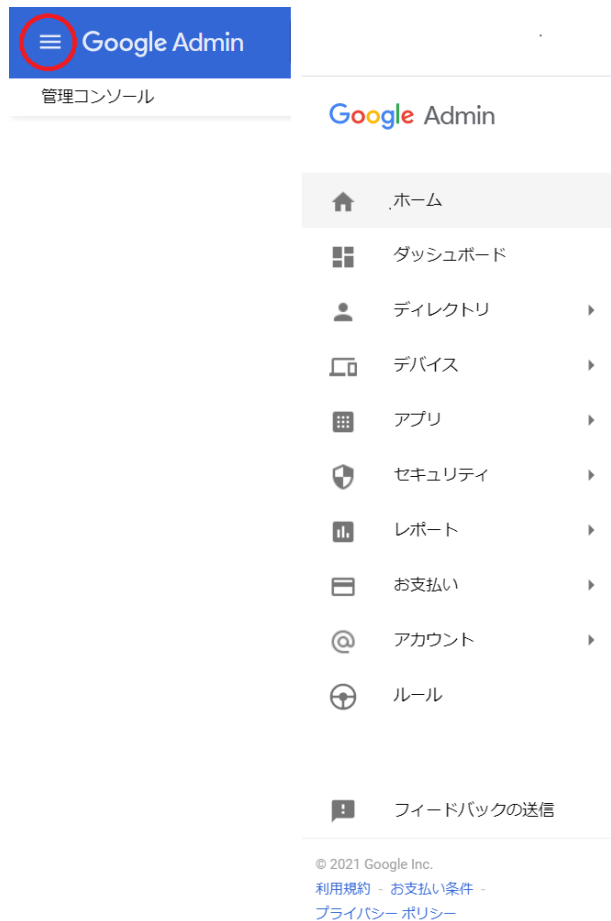 Google Admin
管理コンソール
Google Admin
ホーム
ダッシュボード
ディレクトリ
デバイス
アプリ
セキュリティ
レポート
お支払い
アカウント
ルール
フィードバックの送信
© 2021 Google Inc.
利用規約 - お支払い条件 -
プライバシー ポリシー